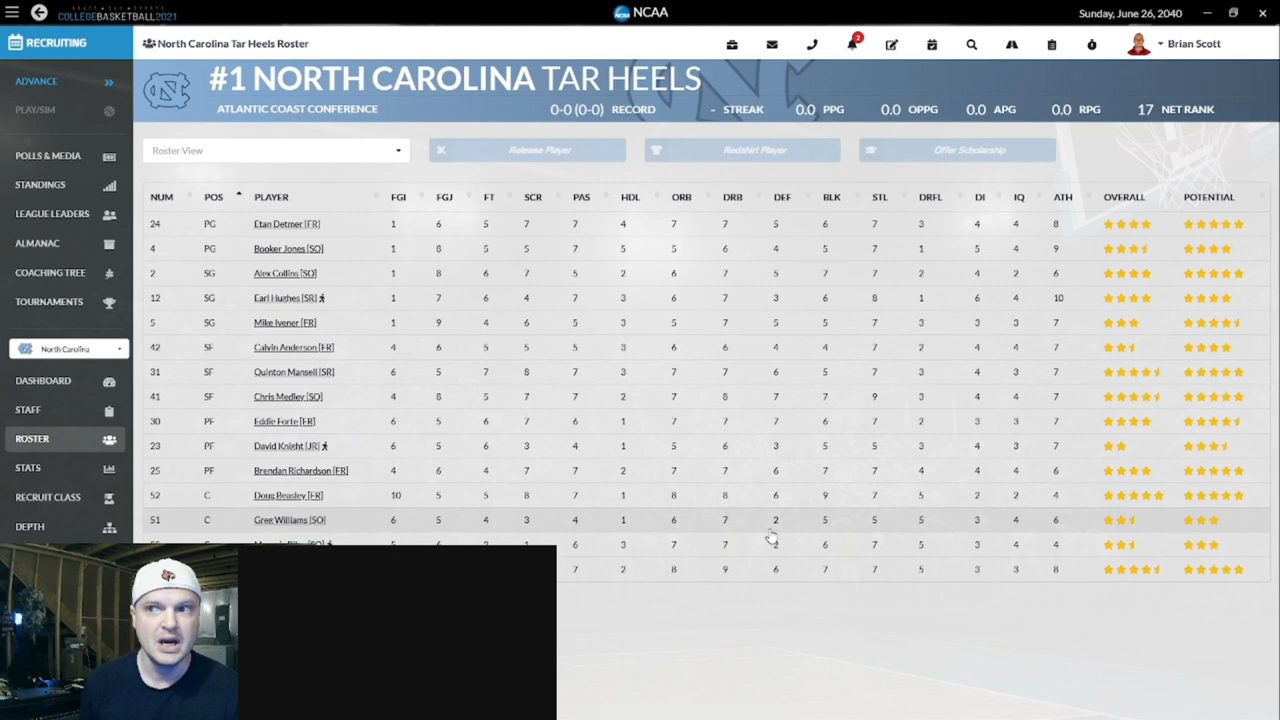 COLLEGEBASKETBALL2021
NCAA
Sunday, June 26, 2040
RECRUITING
North Carolina Tar Heels Roster
2
Brian Scott
ADVANCE
PLAY/SIM
POLLS & MEDIA
STANDINGS
LEAGUE LEADERS
ALMANAC
COACHING TREE
TOURNAMENTS
North Carolina
DASHBOARD
STAFF
ROSTER
STATS
RECRUIT CLASS
DEPTH
#1 NORTH CAROLINA TAR HEELS
ATLANTIC COAST CONFERENCE 0-0 (0-0) RECORD - STREAK 0.0 PPG 0.0 OPPG 0.0 APG 0.0 RPG 17 NET RANK
Roster View Release Player Redshirt Player Offer Scholarship
NUM POS PLAYER FGI FGJ FT SCR PAS HDL ORB DRB DEF BLK STL DRFL DI IQ ATH OVERALL POTENTIAL
24 PG Etan Detmer [FR] 1 6 5 7 7 4 7 7 5 6 7 3 4 4 8
4 PG Booker Jones [SO] 1 8 5 5 7 5 5 6 4 5 7 1 5 4 9
2 SG Alex Collins [SO] 1 8 6 7 5 2 6 7 5 7 7 2 4 2 6
12 SG Earl Hughes [SR] 1 7 6 4 7 3 6 7 3 6 8 1 6 4 10
5 SG Mike Ivener [FR] 1 9 4 6 5 3 5 7 5 5 7 3 3 3 7
42 SF Calvin Anderson [FR] 4 6 5 5 5 3 6 6 4 4 7 2 4 4 7
31 SF Quinton Mansell [SR] 6 5 7 8 7 3 7 7 6 5 7 3 4 3 7
41 SF Chris Medley [SO] 4 8 5 7 7 2 7 8 7 7 9 3 4 4 7
30 PF Eddie Forte [FR] 6 5 6 7 6 1 7 7 6 6 7 2 3 3 7
23 PF David Knight [JR] 6 5 6 3 4 1 5 6 3 5 5 3 4 3 7
25 PF Brendan Richardson [FR] 4 6 4 7 7 2 7 7 6 7 7 4 4 4 6
52 C Doug Beasley [FR] 10 5 5 8 7 1 8 8 6 9 7 5 2 2 4
51 C Greg Williams [SO] 6 5 4 3 4 1 6 7 2 5 5 5 3 4 6
6 3 7 7 2 6 7 5 3 4 4
7 2 8 9 6 7 7 5 3 3 8